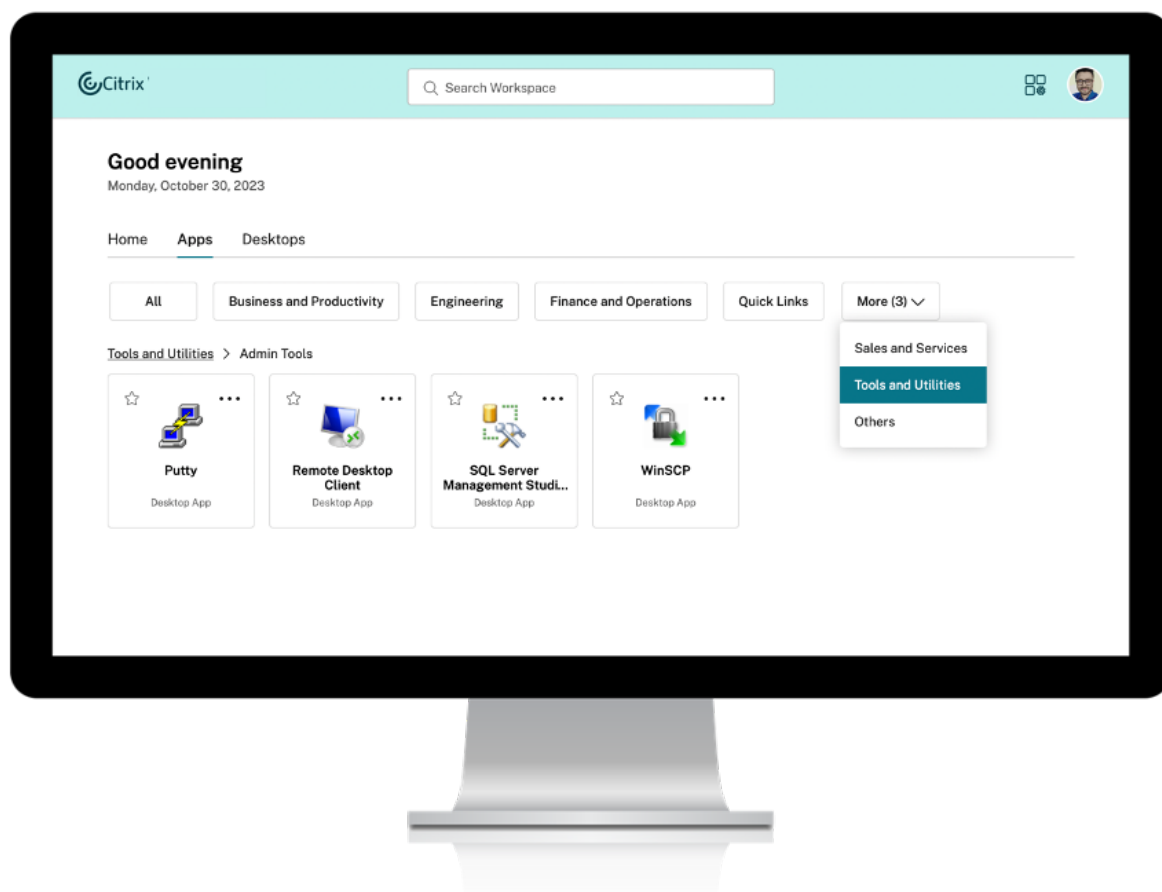 Citrix
Search Workspace
Good evening
Monday, October 30, 2023
Home Apps Desktops
All Business and Productivity Engineering Finance and Operations Quick Links More (3)
Sales and Services
Tools and Utilities
Others
Tools and Utilities > Admin Tools
Putty
Desktop App
Remote Desktop
Client
Desktop App
SQL Server
Management Studi...
Desktop App
WinSCP
Desktop App